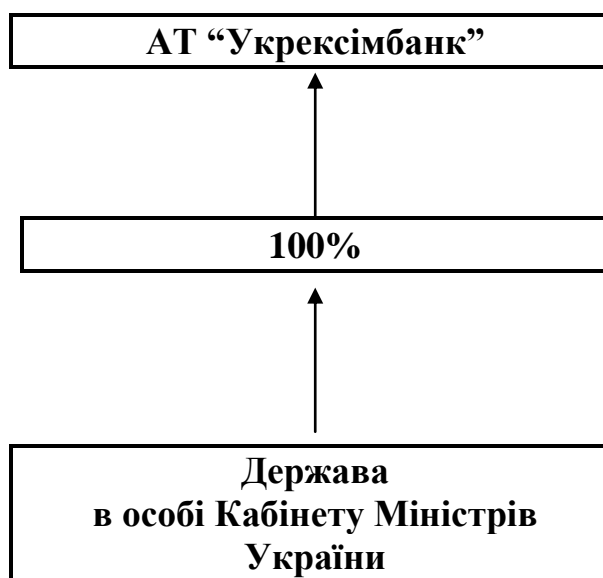 АТ “Укрексімбанк”
100%
Держава
в особі Кабінету Міністрів
України